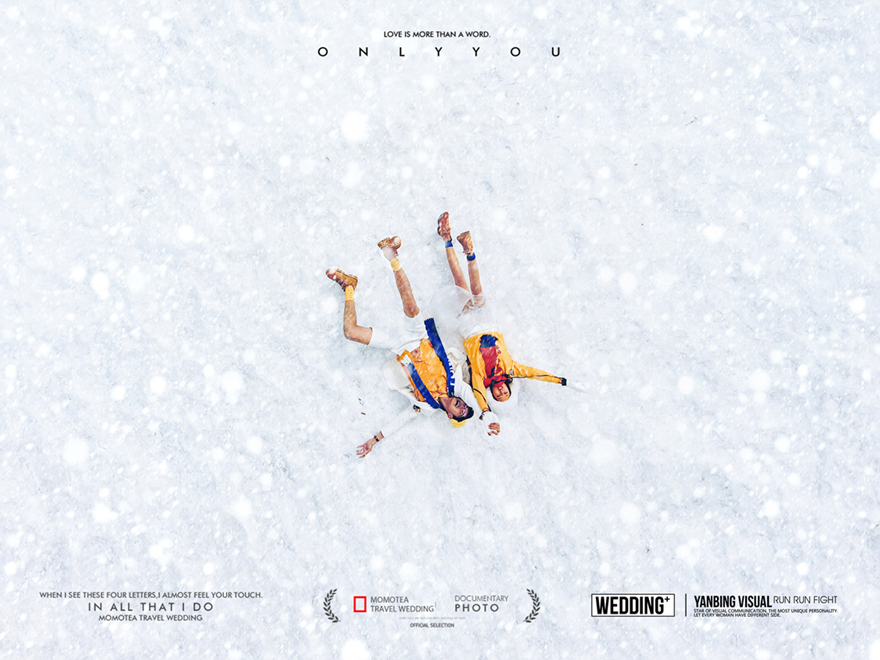 LOVE IS MORE THAN A WORD.
ONLY YOU
WHEN I SEE THESE FOUR LETTERS,I ALMOST FEEL YOUR TOUCH.
IN ALL THAT I DO
MOMOTEA TRAVEL WEDDING
MOMOTEA
TRAVEL WEDDING
DOCUMENTARY
PHOTO
OFFICIAL SELECTION
WEDDING+
YANBING VISUAL RUN RUN FIGHT
STAR OF VISUAL COMMUNICATION, THE MOST UNIQUE PERSONALITY.
LET EVERY WOMAN HAVE DIFFERENT SIDE.